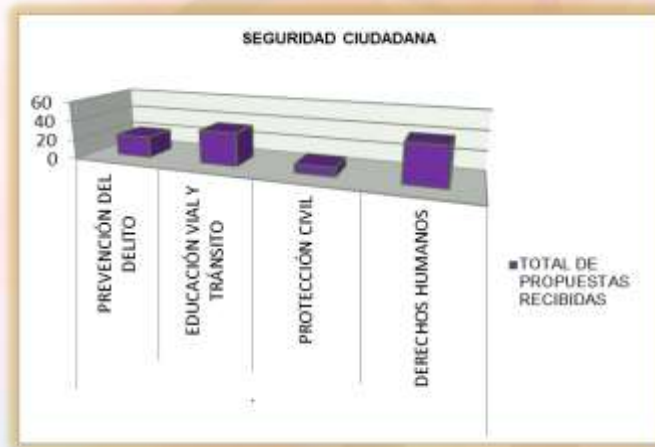 SEGURIDAD CIUDADANA
60
40
20
0
PREVENCIÓN DEL
DELITO
EDUCACIÓN VIAL Y
TRÁNSITO
PROTECCIÓN CIVIL
DERECHOS HUMANOS
TOTAL DE
PROPUESTAS
RECIBIDAS